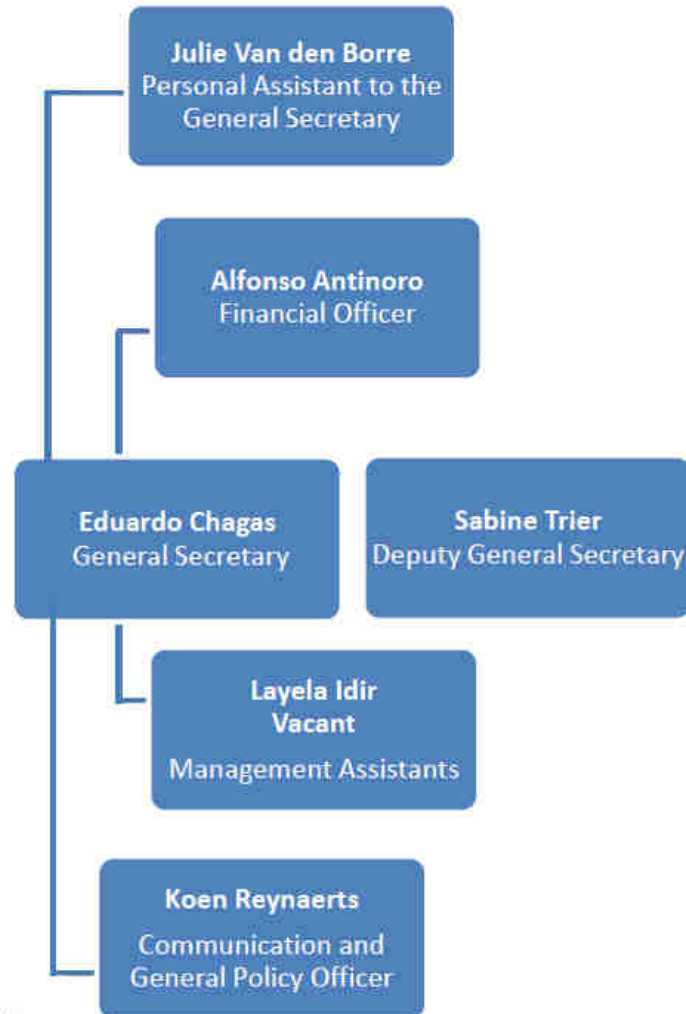 Julie Van den Borre
Personal Assistant to the
General Secretary
Alfonso Antinoro
Financial Officer
Eduardo Chagas
General Secretary
Sabine Trier
Deputy General Secretary
Layela Idir
Vacant
Management Assistants
Koen Reynaerts
Communication and
General Policy Officer